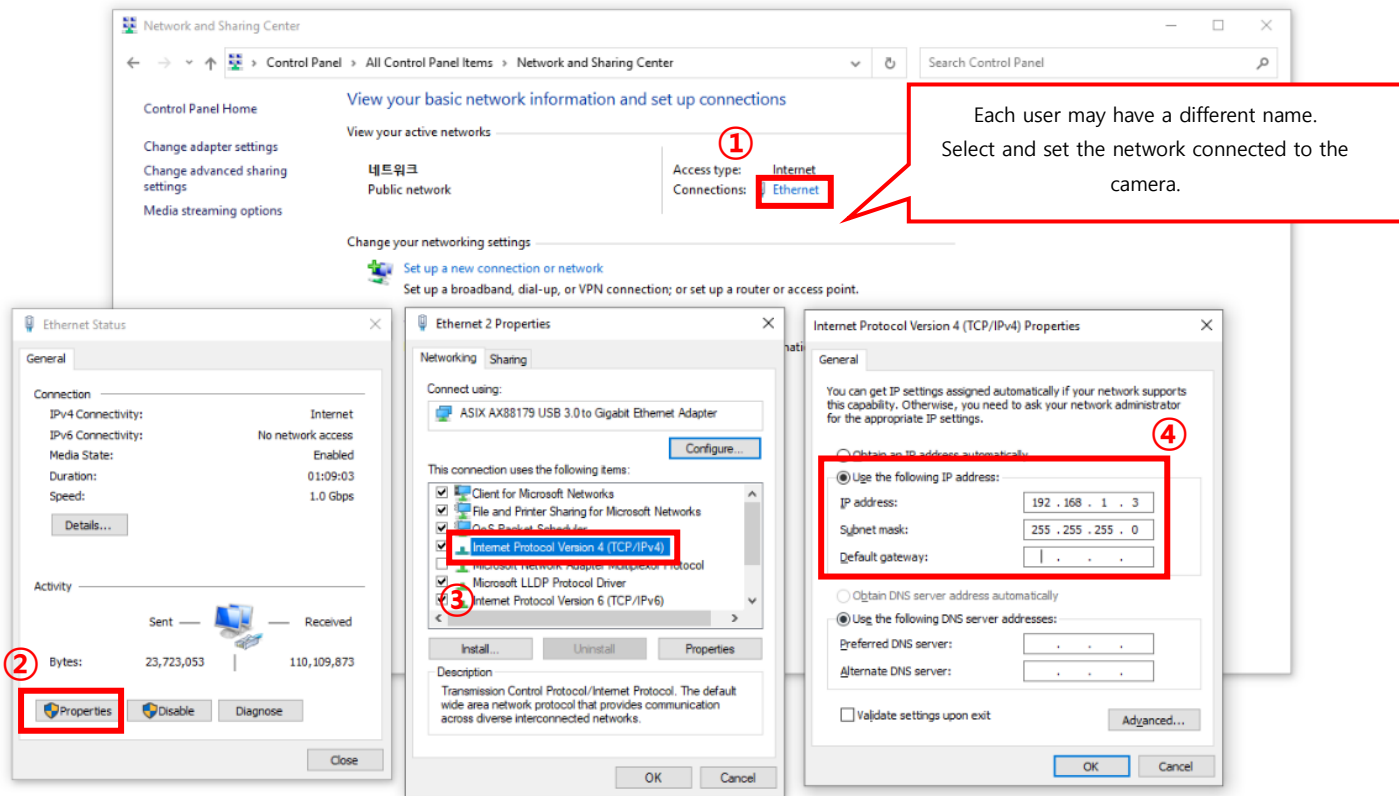 Network and Sharing Center
Control Panel > All Control Panel Items > Network and Sharing Center
Search Control Panel
Control Panel Home
Change adapter settings
Change advanced sharing
settings
Media streaming options
View your basic network information and set up connections
View your active networks
네트워크
Public network
①
Access type: Internet
Connections: Ethernet
Each user may have a different name.
Select and set the network connected to the
camera.
Change your networking settings
Set up a new connection or network
Set up a broadband, dial-up, or VPN connection; or set up a router or access point.
Ethernet Status
General
Connection
IPv4 Connectivity: Internet
IPv6 Connectivity: No network access
Media State: Enabled
Duration: 01:09:03
Speed: 1.0 Gbps
Details...
Activity
Sent — — Received
②
Bytes: 23,723,053 | 110,109,873
Properties
Disable
Diagnose
Close
Ethernet 2 Properties
Networking
Sharing
Connect using:
ASIX AX88179 USB 3.0 to Gigabit Ethernet Adapter
Configure...
This connection uses the following items:
Client for Microsoft Networks
File and Printer Sharing for Microsoft Networks
QoS Packet Scheduler
Internet Protocol Version 4 (TCP/IPv4)
Microsoft Network Adapter Multiplexor Protocol
Microsoft LLDP Protocol Driver
③
Internet Protocol Version 6 (TCP/IPv6)
Install...
Uninstall
Properties
Description
Transmission Control Protocol/Internet Protocol. The default
wide area network protocol that provides communication
across diverse interconnected networks.
OK
Cancel
Internet Protocol Version 4 (TCP/IPv4) Properties
General
You can get IP settings assigned automatically if your network supports
this capability. Otherwise, you need to ask your network administrator
for the appropriate IP settings.
④
Obtain an IP address automatically
Use the following IP address:
IP address: 192 . 168 . 1 . 3
Subnet mask: 255 . 255 . 255 . 0
Default gateway: . . .
Obtain DNS server address automatically
Use the following DNS server addresses:
Preferred DNS server: . . .
Alternate DNS server: . . .
Validate settings upon exit
Advanced...
OK
Cancel